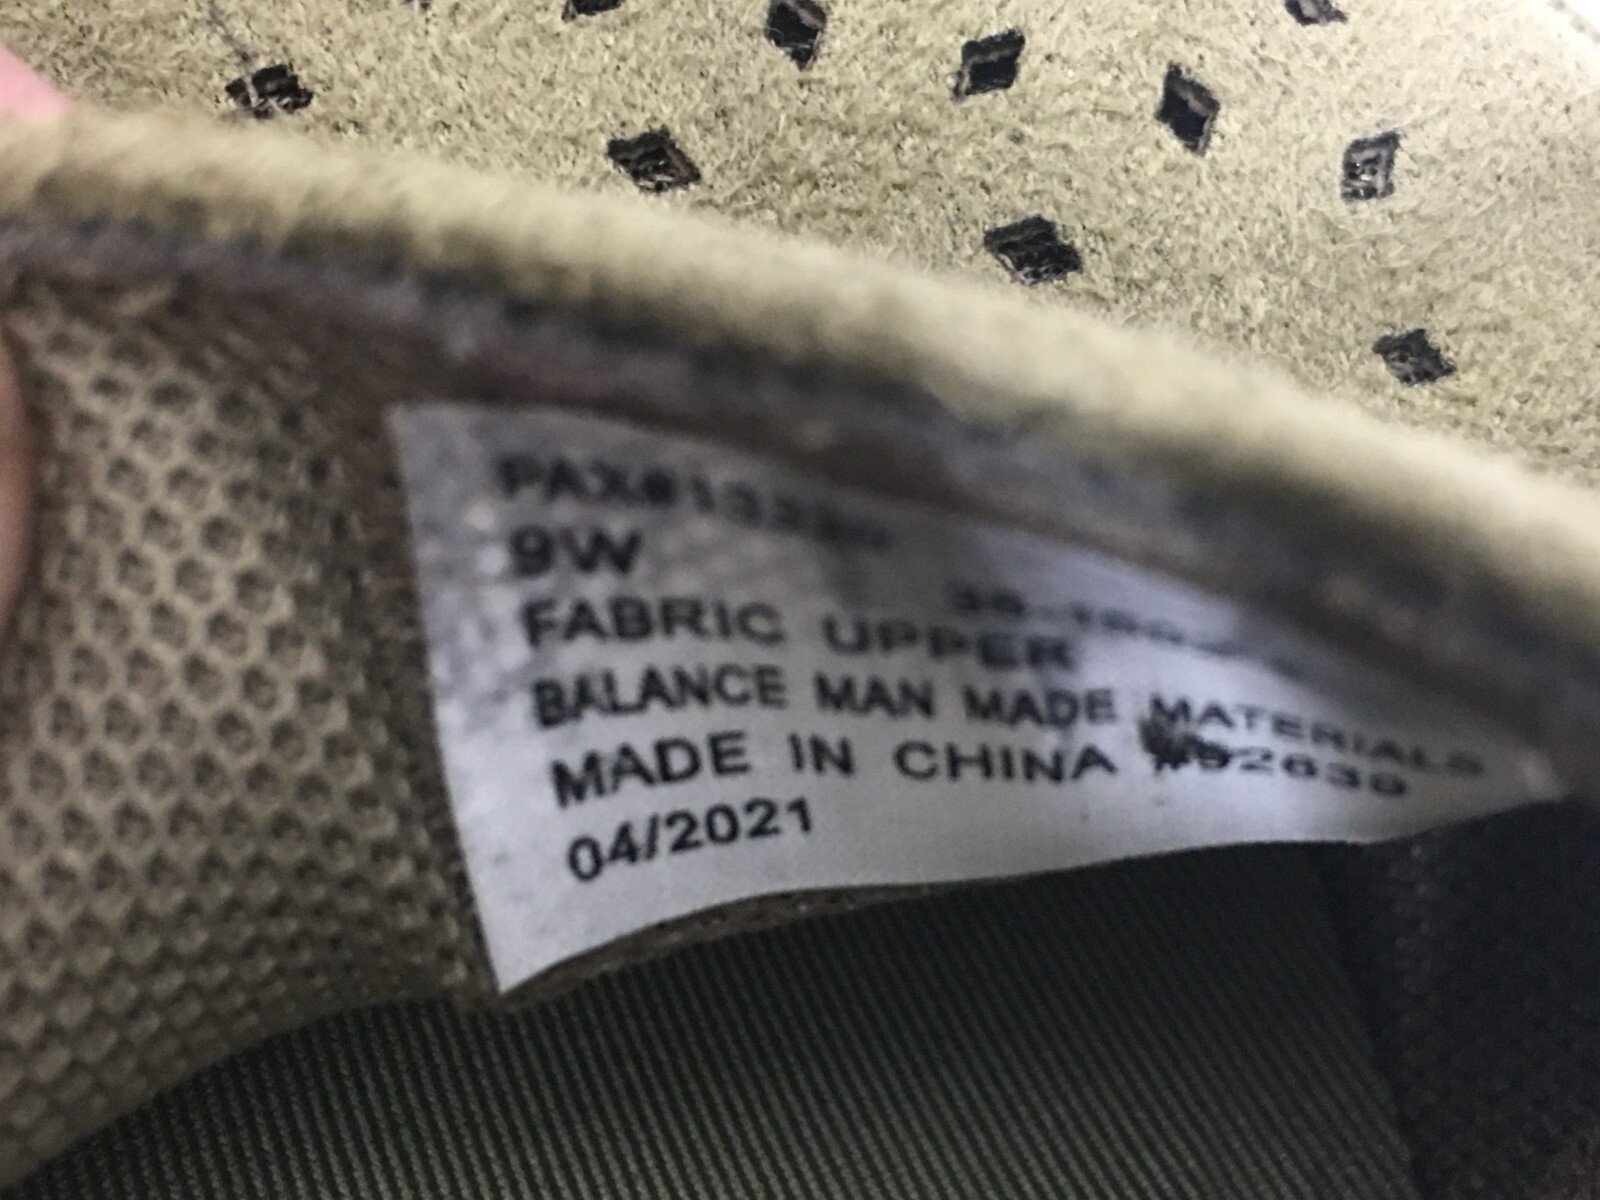 9W
FABRIC UPPER
BALANCE MAN MADE MATERIALS
MADE IN CHINA
04/2021